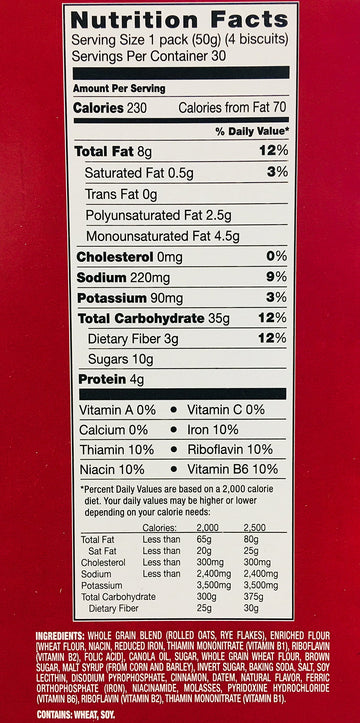 Nutrition Facts
Serving Size 1 pack (50g) (4 biscuits)
Servings Per Container 30
Amount Per Serving
Calories 230 Calories from Fat 70
% Daily Value*
Total Fat 8g 12%
Saturated Fat 0.5g 3%
Trans Fat 0g
Polyunsaturated Fat 2.5g
Monounsaturated Fat 4.5g
Cholesterol 0mg 0%
Sodium 220mg 9%
Potassium 90mg 3%
Total Carbohydrate 35g 12%
Dietary Fiber 3g 12%
Sugars 10g
Protein 4g
Vitamin A 0% • Vitamin C 0%
Calcium 0% • Iron 10%
Thiamin 10% • Riboflavin 10%
Niacin 10% • Vitamin B6 10%
*Percent Daily Values are based on a 2,000 calorie
diet. Your daily values may be higher or lower
depending on your calorie needs:
Calories: 2,000 2,500
Total Fat Less than 65g 80g
Sat Fat Less than 20g 25g
Cholesterol Less than 300mg 300mg
Sodium Less than 2,400mg 2,400mg
Potassium 3,500mg 3,500mg
Total Carbohydrate 300g 375g
Dietary Fiber 25g 30g
INGREDIENTS: WHOLE GRAIN BLEND (ROLLED OATS, RYE FLAKES), ENRICHED FLOUR
[WHEAT FLOUR, NIACIN, REDUCED IRON, THIAMIN MONONITRATE (VITAMIN B1), RIBOFLAVIN
(VITAMIN B2), FOLIC ACID], CANOLA OIL, SUGAR, WHOLE GRAIN WHEAT FLOUR, BROWN
SUGAR, MALT SYRUP (FROM CORN AND BARLEY), INVERT SUGAR, BAKING SODA, SALT, SOY
LECITHIN, DISODIUM PYROPHOSPHATE, CINNAMON, DATEM, NATURAL FLAVOR, FERRIC
ORTHOPHOSPHATE (IRON), NIACINAMIDE, MOLASSES, PYRIDOXINE HYDROCHLORIDE
(VITAMIN B6), RIBOFLAVIN (VITAMIN B2), THIAMIN MONONITRATE (VITAMIN B1).
CONTAINS: WHEAT, SOY.